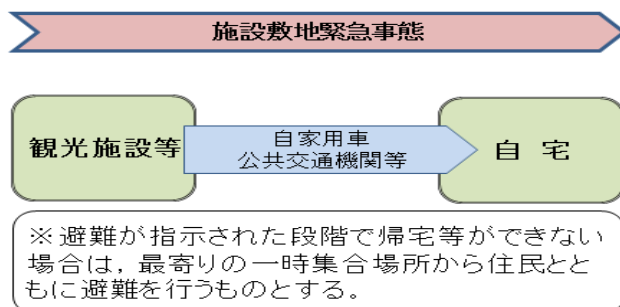 施設敷地緊急事態
観光施設等
自家用車
公共交通機関等
自 宅
※避難が指示された段階で帰宅等ができない
場合は，最寄りの一時集合場所から住民とと
もに避難を行うものとする。